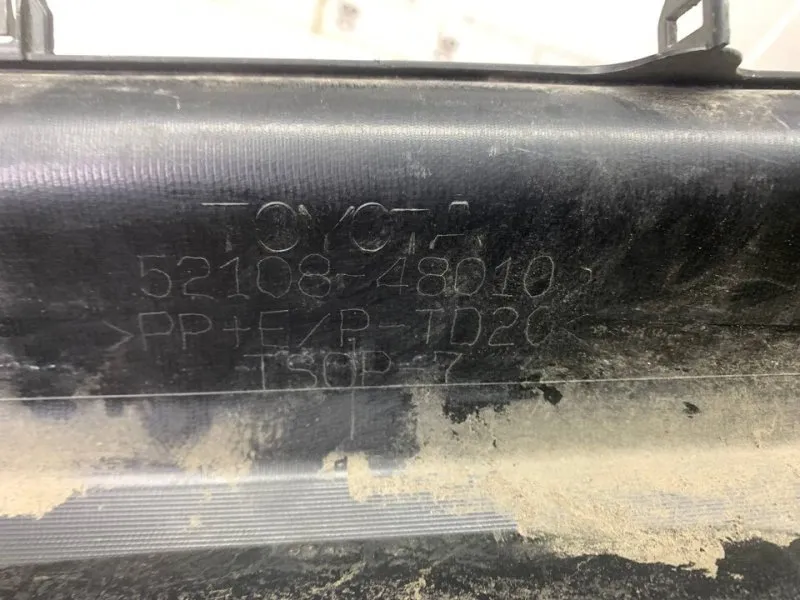 TOYOTA
52108-48010
>PP+E/P-TD20<
TSOP-7